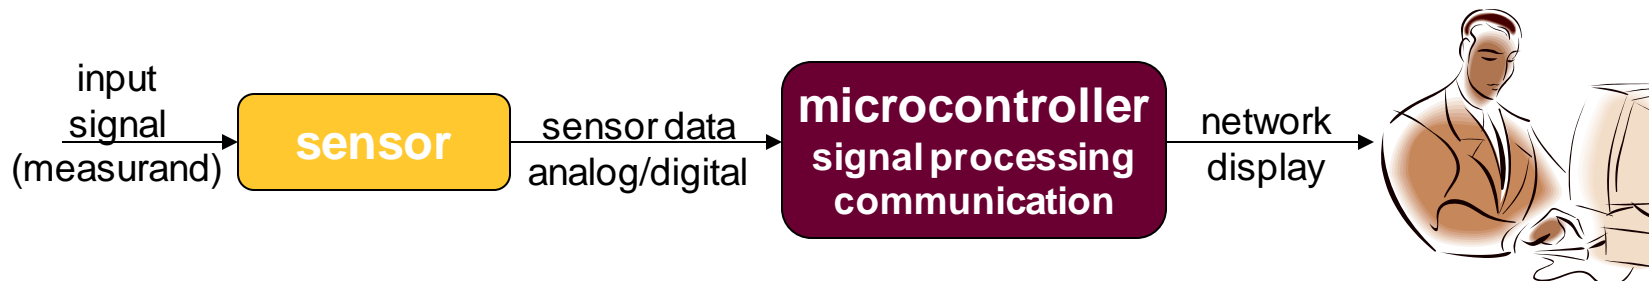 input
signal
(measurand)
sensor
sensor data
analog/digital
microcontroller
signal processing
communication
network
display